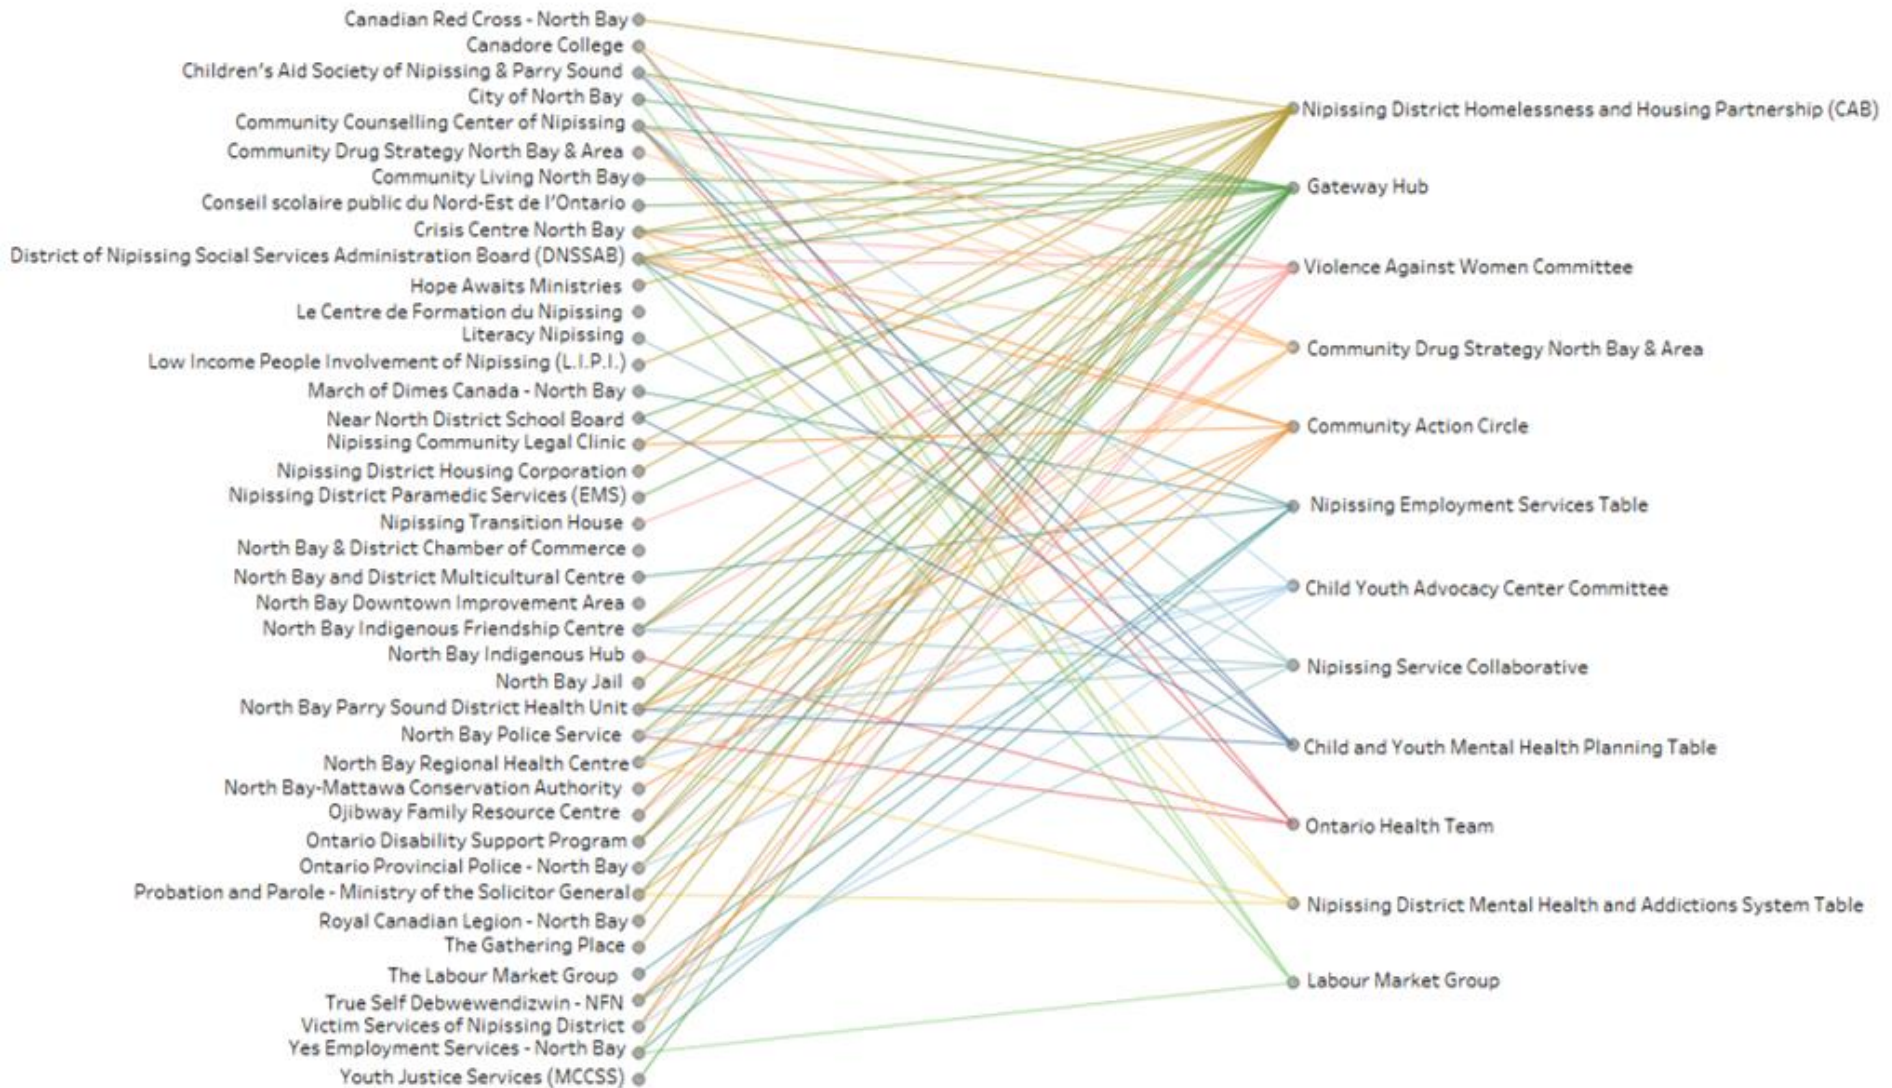 Canadian Red Cross - North Bay
Canadore College
Children's Aid Society of Nipissing & Parry Sound
City of North Bay
Community Counselling Center of Nipissing
Community Drug Strategy North Bay & Area
Community Living North Bay
Conseil scolaire public du Nord-Est de l'Ontario
Crisis Centre North Bay
District of Nipissing Social Services Administration Board (DNSSAB)
Hope Awaits Ministries
Le Centre de Formation du Nipissing
Literacy Nipissing
Low Income People Involvement of Nipissing (L.I.P.I.)
March of Dimes Canada - North Bay
Near North District School Board
Nipissing Community Legal Clinic
Nipissing District Housing Corporation
Nipissing District Paramedic Services (EMS)
Nipissing Transition House
North Bay & District Chamber of Commerce
North Bay and District Multicultural Centre
North Bay Downtown Improvement Area
North Bay Indigenous Friendship Centre
North Bay Indigenous Hub
North Bay Jail
North Bay Parry Sound District Health Unit
North Bay Police Service
North Bay Regional Health Centre
North Bay-Mattawa Conservation Authority
Ojibway Family Resource Centre
Ontario Disability Support Program
Ontario Provincial Police - North Bay
Probation and Parole - Ministry of the Solicitor General
Royal Canadian Legion - North Bay
The Gathering Place
The Labour Market Group
True Self Debwewendizwin - NFN
Victim Services of Nipissing District
Yes Employment Services - North Bay
Youth Justice Services (MCCSS)
Nipissing District Homelessness and Housing Partnership (CAB)
Gateway Hub
Violence Against Women Committee
Community Drug Strategy North Bay & Area
Community Action Circle
Nipissing Employment Services Table
Child Youth Advocacy Center Committee
Nipissing Service Collaborative
Child and Youth Mental Health Planning Table
Ontario Health Team
Nipissing District Mental Health and Addictions System Table
Labour Market Group